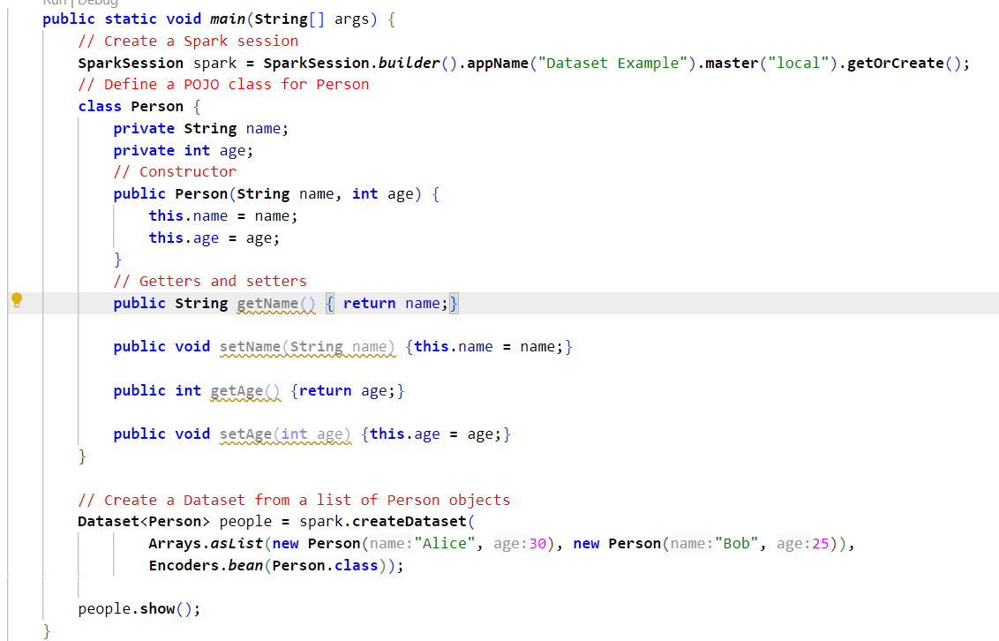 Run | Debug
public static void main(String[] args) {
// Create a Spark session
SparkSession spark = SparkSession.builder().appName("Dataset Example").master("local").getOrCreate();
// Define a POJO class for Person
class Person {
private String name;
private int age;
// Constructor
public Person(String name, int age) {
this.name = name;
this.age = age;
}
// Getters and setters
public String getName() { return name;}
public void setName(String name) {this.name = name;}
public int getAge() {return age;}
public void setAge(int age) {this.age = age;}
}
// Create a Dataset from a list of Person objects
Dataset<Person> people = spark.createDataset(
Arrays.asList(new Person(name:"Alice", age:30), new Person(name:"Bob", age:25)),
Encoders.bean(Person.class));
people.show();
}